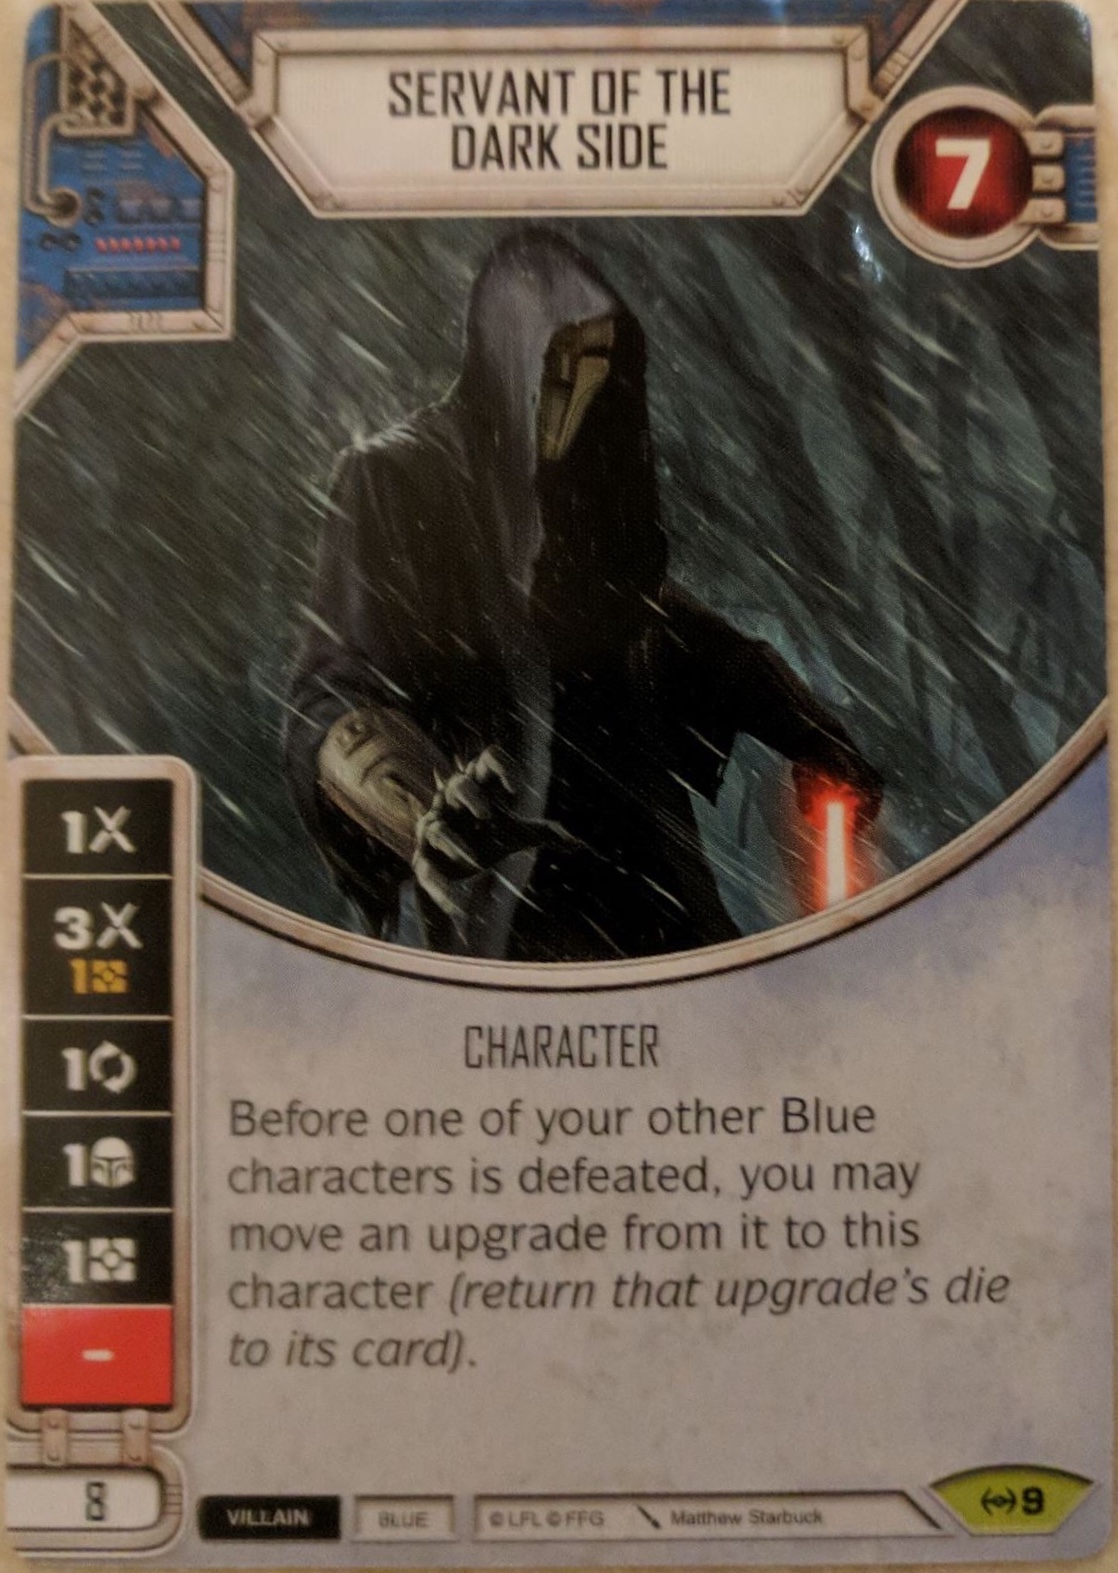 SERVANT OF THE
DARK SIDE
7
1
3
1
1
1
1
-
CHARACTER
Before one of your other Blue
characters is defeated, you may
move an upgrade from it to this
character (return that upgrade's die
to its card).
8
VILLAIN
BLUE
© LFL © FFG
Matthew Starbuck
9